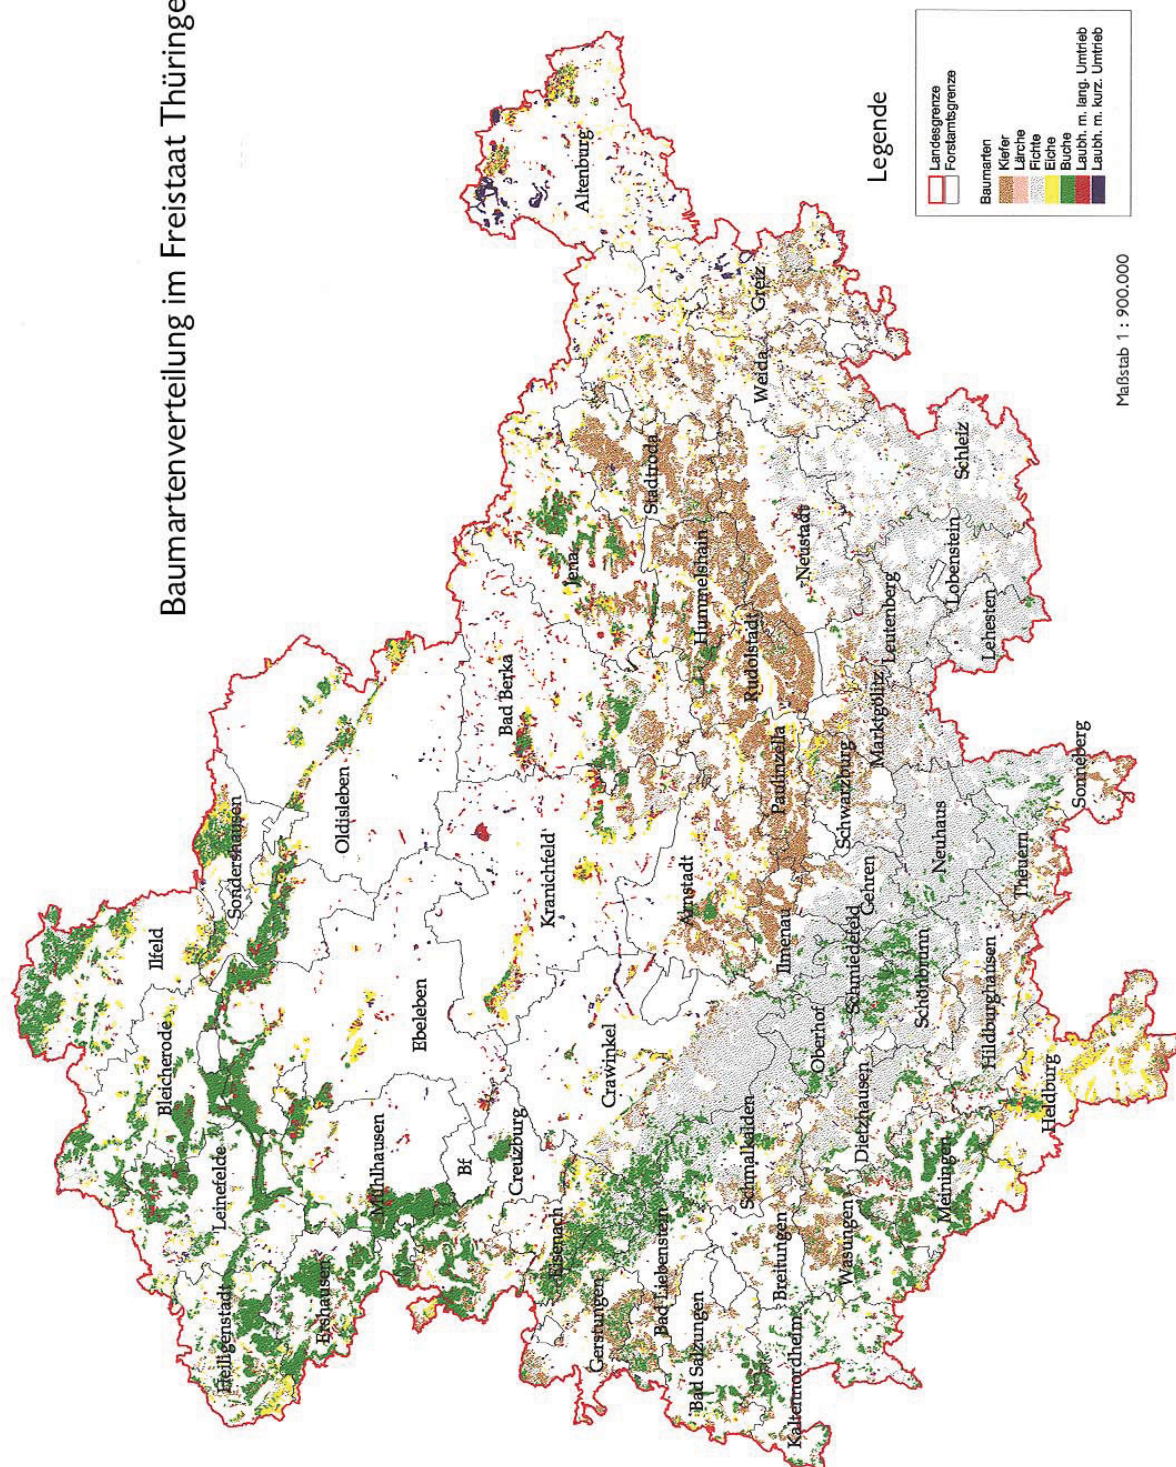 Baumartenverteilung im Freistaat Thüringe
Altenburg
Legende
Landesgrenze
Forstamtsgrenze
Baumarten
Kiefer
Lärche
Fichte
Eiche
Buche
Laubh. m. lang. Umtrieb
Laubh. m. kurz. Umtrieb
Maßstab 1 : 900.000
Greiz
Weida
Stadtroda
Schleiz
Jena
Hummelshain
Neustadt
Lobenstein
Leutenberg
Lehesten
Rudolstadt
Bad Berka
Marktgölitz
Paulinzella
Schwarzburg
Sonneberg
Oldisleben
Sondershausen
Kranichfeld
Arnstadt
Gehren
Neuhaus
Theuern
Ilmenau
Schmiedefeld
Schönbrunn
Hildburghausen
Ilfeld
Bleicherode
Ebeleben
Crawinkel
Oberhof
Dietzhausen
Heldburg
Leinefelde
Mühlhausen
Bf
Creuzburg
Schmalkalden
Meiningen
Heiligenstadt
Ershausen
Eisenach
Gerstungen
Bad Liebenstein
Breitungen
Wasungen
Bad Salzungen
Kaltennordheim